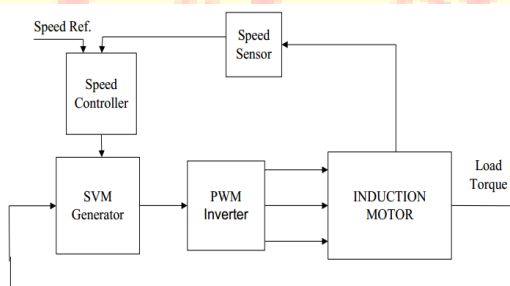 Speed Ref.
Speed
Sensor
Speed
Controller
SVM
Generator
PWM
Inverter
INDUCTION
MOTOR
Load
Torque